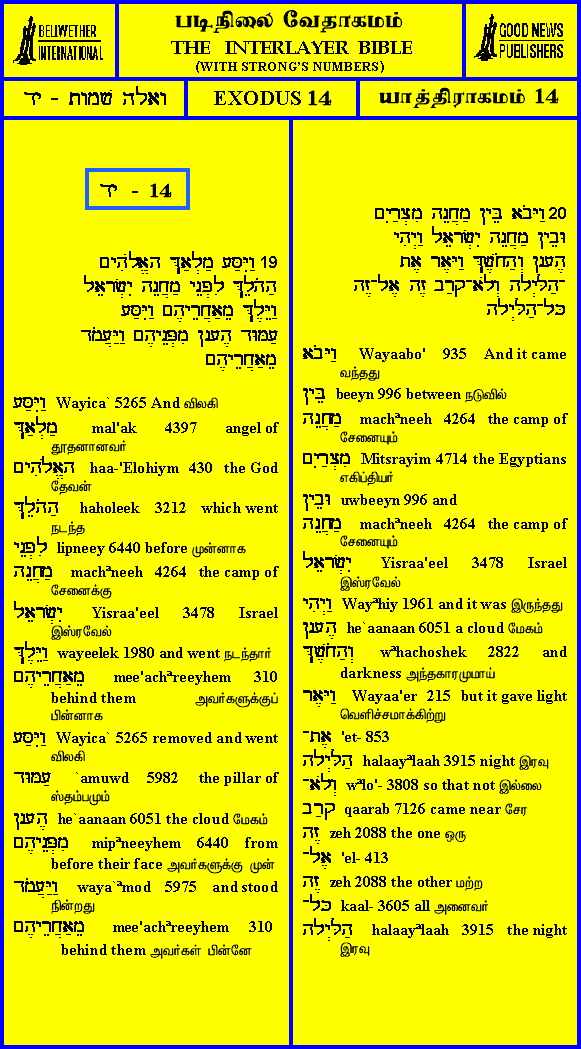 BELLWETHER
INTERNATIONAL
படிநிலை வேதாகமம்
THE INTERLAYER BIBLE
(WITH STRONG'S NUMBERS)
GOOD NEWS
PUBLISHERS
ואלה שמות - יד
EXODUS 14
யாத்திராகமம் 14
יד - 14
19 וַיִּסַּע מַלְאַךְ הָאֱלֹהִים
הַהֹלֵךְ לִפְנֵי מַחֲנֵה יִשְׂרָאֵל
וַיֵּלֶךְ מֵאַחֲרֵיהֶם וַיִּסַּע
עַמּוּד הֶעָנָן מִפְּנֵיהֶם וַיַּעֲמֹד
מֵאַחֲרֵיהֶם
וַיִּסַּע Wayica` 5265 And விலகி
מַלְאַךְ mal'ak 4397 angel of
தூதனானவர்
הָאֱלֹהִים haa-'Elohiym 430 the God
தேவன்
הַהֹלֵךְ haholeek 3212 which went
நடந்த
לִפְנֵי lipneey 6440 before முன்னாக
מַחֲנֵה machªneeh 4264 the camp of
சேனைக்கு
יִשְׂרָאֵל Yisraa'eel 3478 Israel
இஸ்ரவேல்
וַיֵּלֶךְ wayeelek 1980 and went நடந்தார்
מֵאַחֲרֵיהֶם mee'achªreeyhem 310
behind them அவர்களுக்குப்
பின்னாக
וַיִּסַּע Wayica` 5265 removed and went
விலகி
עַמּוּד `amuwd 5982 the pillar of
ஸ்தம்பமும்
הֶעָנָן he`aanaan 6051 the cloud மேகம்
מִפְּנֵיהֶם mipªneeyhem 6440 from
before their face அவர்களுக்கு முன்
וַיַּעֲמֹד waya`ªmod 5975 and stood
நின்றது
מֵאַחֲרֵיהֶם mee'achªreeyhem 310
behind them அவர்கள் பின்னே
20 וַיָּבֹא בֵּין מַחֲנֵה מִצְרַיִם
וּבֵין מַחֲנֵה יִשְׂרָאֵל וַיְהִי
הֶעָנָן וְהַחֹשֶׁךְ וַיָּאֶר אֶת
־הַלַּיְלָה וְלֹא־קָרַב זֶה אֶל־זֶה
כָּל־הַלַּיְלָה
וַיָּבֹא Wayaabo' 935 And it came
வந்தது
בֵּין beeyn 996 between நடுவில்
מַחֲנֵה machªneeh 4264 the camp of
சேனையும்
מִצְרַיִם Mitsrayim 4714 the Egyptians
எகிப்தியர்
וּבֵין uwbeeyn 996 and
מַחֲנֵה machªneeh 4264 the camp of
சேனையும்
יִשְׂרָאֵל Yisraa'eel 3478 Israel
இஸ்ரவேல்
וַיְהִי Wayªhiy 1961 and it was இருந்தது
הֶעָנָן he`aanaan 6051 a cloud மேகம்
וְהַחֹשֶׁךְ wªhachoshek 2822 and
darkness அந்தகாரமுமாய்
וַיָּאֶר Wayaa'er 215 but it gave light
வெளிச்சமாக்கிற்று
אֶת־ 'et- 853
הַלַּיְלָה halaayªlaah 3915 night இரவு
וְלֹא־ wªlo'- 3808 so that not இல்லை
קָרַב qaarab 7126 came near சேர
זֶה zeh 2088 the one ஒரு
אֶל־ 'el- 413
זֶה zeh 2088 the other மற்ற
כָּל־ kaal- 3605 all அனைவர்
הַלַּיְלָה halaayªlaah 3915 the night
இரவு